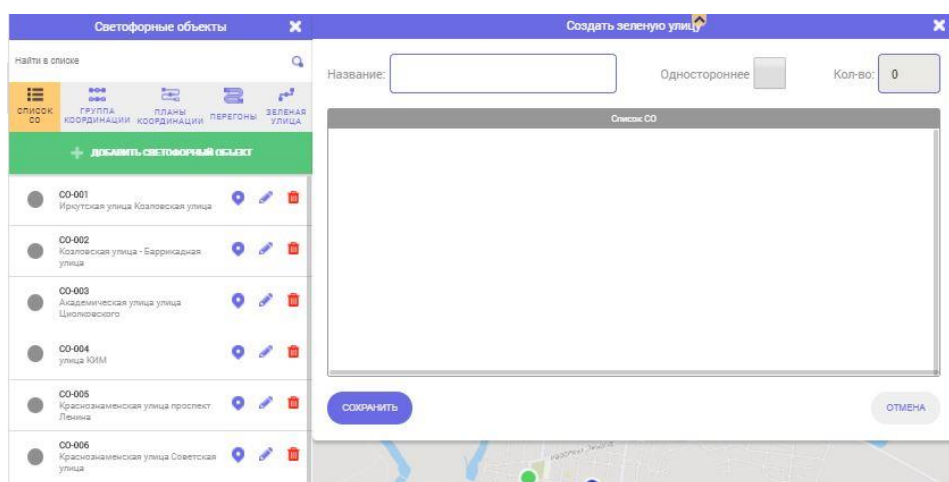 Светофорные объекты
Найти в списке
СПИСОК
СО
ГРУППА
КООРДИНАЦИИ
ПЛАНЫ
КООРДИНАЦИИ
ПЕРЕГОНЫ
ЗЕЛЕНАЯ
УЛИЦА
+ ДОБАВИТЬ СВЕТОФОРНЫЙ ОБЪЕКТ
СО-001
Иркутская улица Козловская улица
СО-002
Козловская улица - Баррикадная
улица
СО-003
Академическая улица улица
Циолковского
СО-004
улица КИМ
СО-005
Краснознаменская улица проспект
Ленина
СО-006
Краснознаменская улица Советская
улица
Создать зеленую улицу
Название:
Одностороннее
Кол-во: 0
Список СО
СОХРАНИТЬ
ОТМЕНА